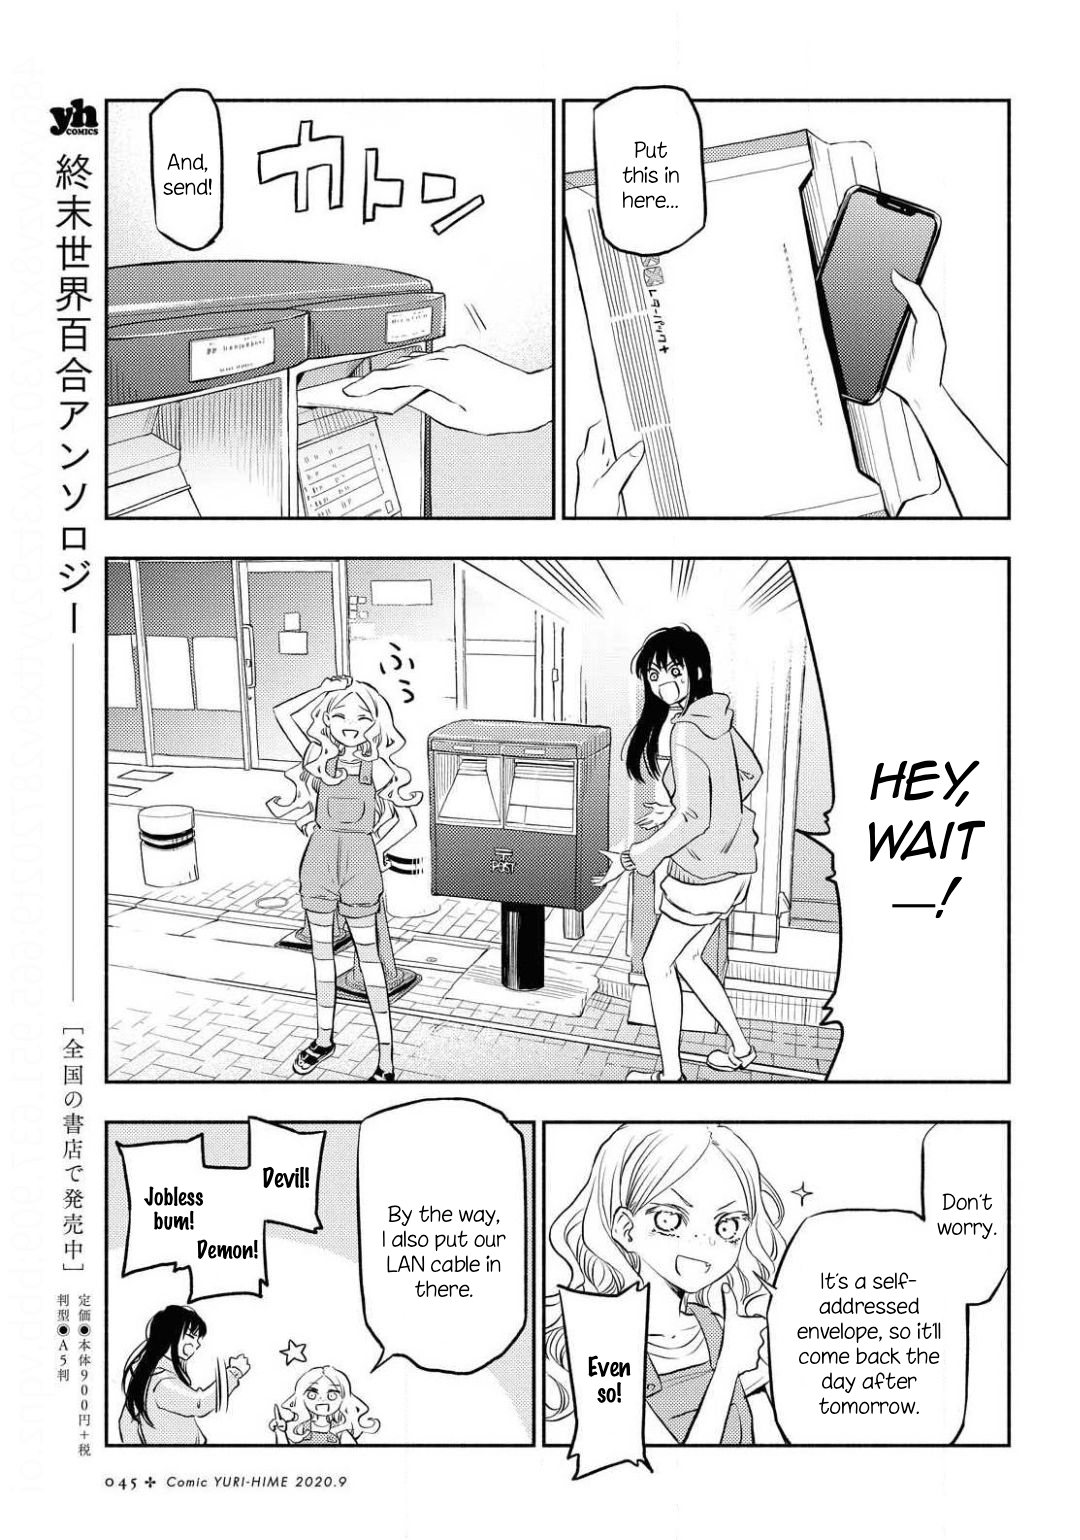 Put
this in
here...
レターパック+
And,
send!
カトン
HEY,
WAIT
—!
ふぅ
POST
Don't
worry.
It's a self-
addressed
envelope, so it'll
come back the
day after
tomorrow.
Even
so!
By the way,
I also put our
LAN cable in
there.
Devil!
Jobless
bum!
Demon!
yh
COMICS
終末世界百合アンソロジー
[全国の書店で発売中]
定価●本体900円+税
判型●A5判
045 ✣ Comic YURI-HIME 2020.9